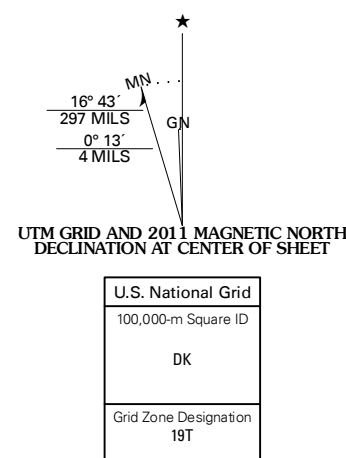 MN
16° 43´
297 MILS
GN
0° 13´
4 MILS
UTM GRID AND 2011 MAGNETIC NORTH
DECLINATION AT CENTER OF SHEET
U.S. National Grid
100,000-m Square ID
DK
Grid Zone Designation
19T